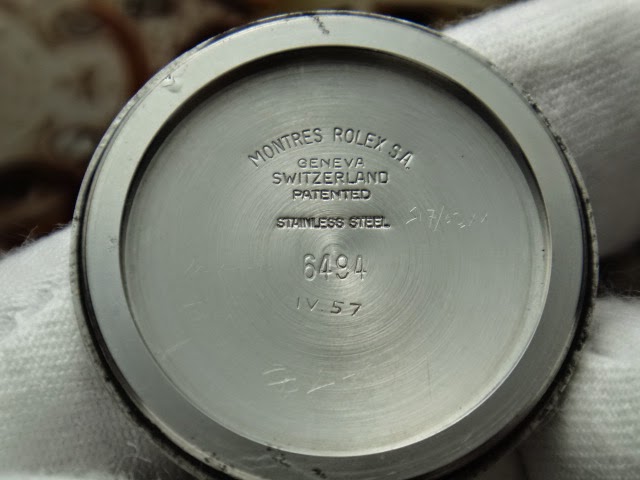 MONTRES ROLEX S.A.
GENEVA
SWITZERLAND
PATENTED
STAINLESS STEEL
6494
IV.57